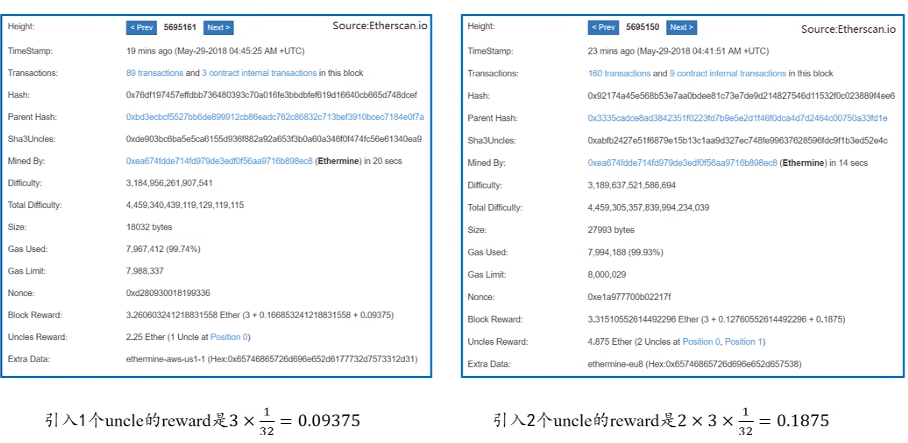 Height: < Prev 5695161 Next > Source:Etherscan.io
TimeStamp: 19 mins ago (May-29-2018 04:45:25 AM +UTC)
Transactions: 89 transactions and 3 contract internal transactions in this block
Hash: 0x76df197457effdbb736480393c70a016fe3bbdbfef619d16640cb665d748dcef
Parent Hash: 0xbd3ecbcf5527bb6de899912cb86eadc762c86832c713bef3910bcec7184e0f7a
Sha3Uncles: 0xde903bc6ba5e5ca6155d936f882a92a653f3b0a60a346f0f474fc56e61340ea9
Mined By: 0xea674fdde714fd979de3edf0f56aa9716b898ec8 (Ethermine) in 20 secs
Difficulty: 3,184,956,261,907,541
Total Difficulty: 4,459,340,439,119,129,119,115
Size: 18032 bytes
Gas Used: 7,967,412 (99.74%)
Gas Limit: 7,988,337
Nonce: 0xd280930018199336
Block Reward: 3.260603241218831558 Ether (3 + 0.166853241218831558 + 0.09375)
Uncles Reward: 2.25 Ether (1 Uncle at Position 0)
Extra Data: ethermine-aws-us1-1 (Hex:0x65746865726d696e652d6177732d7573312d31)
引入1个uncle的reward是3 × 1/32 = 0.09375
Height: < Prev 5695150 Next > Source:Etherscan.io
TimeStamp: 23 mins ago (May-29-2018 04:41:51 AM +UTC)
Transactions: 160 transactions and 9 contract internal transactions in this block
Hash: 0x92174a45e568b53e7aa0bdee81c73e7de9d214827546d11532f0c023889f4ee6
Parent Hash: 0x3335cadce8ad3842351f0223fd7b9e5e2d1f46f0dca4d7d2464c00750a33fd1e
Sha3Uncles: 0xabfb2427e51f6879e15b13c1aa9d327ec748fe99637628596fdc9f1b3ed52e4c
Mined By: 0xea674fdde714fd979de3edf0f56aa9716b898ec8 (Ethermine) in 14 secs
Difficulty: 3,189,637,521,586,694
Total Difficulty: 4,459,305,357,839,994,234,039
Size: 27993 bytes
Gas Used: 7,994,188 (99.93%)
Gas Limit: 8,000,029
Nonce: 0xe1a977700b02217f
Block Reward: 3.31510552614492296 Ether (3 + 0.12760552614492296 + 0.1875)
Uncles Reward: 4.875 Ether (2 Uncles at Position 0, Position 1)
Extra Data: ethermine-eu8 (Hex:0x65746865726d696e652d657538)
引入2个uncle的reward是2 × 3 × 1/32 = 0.1875